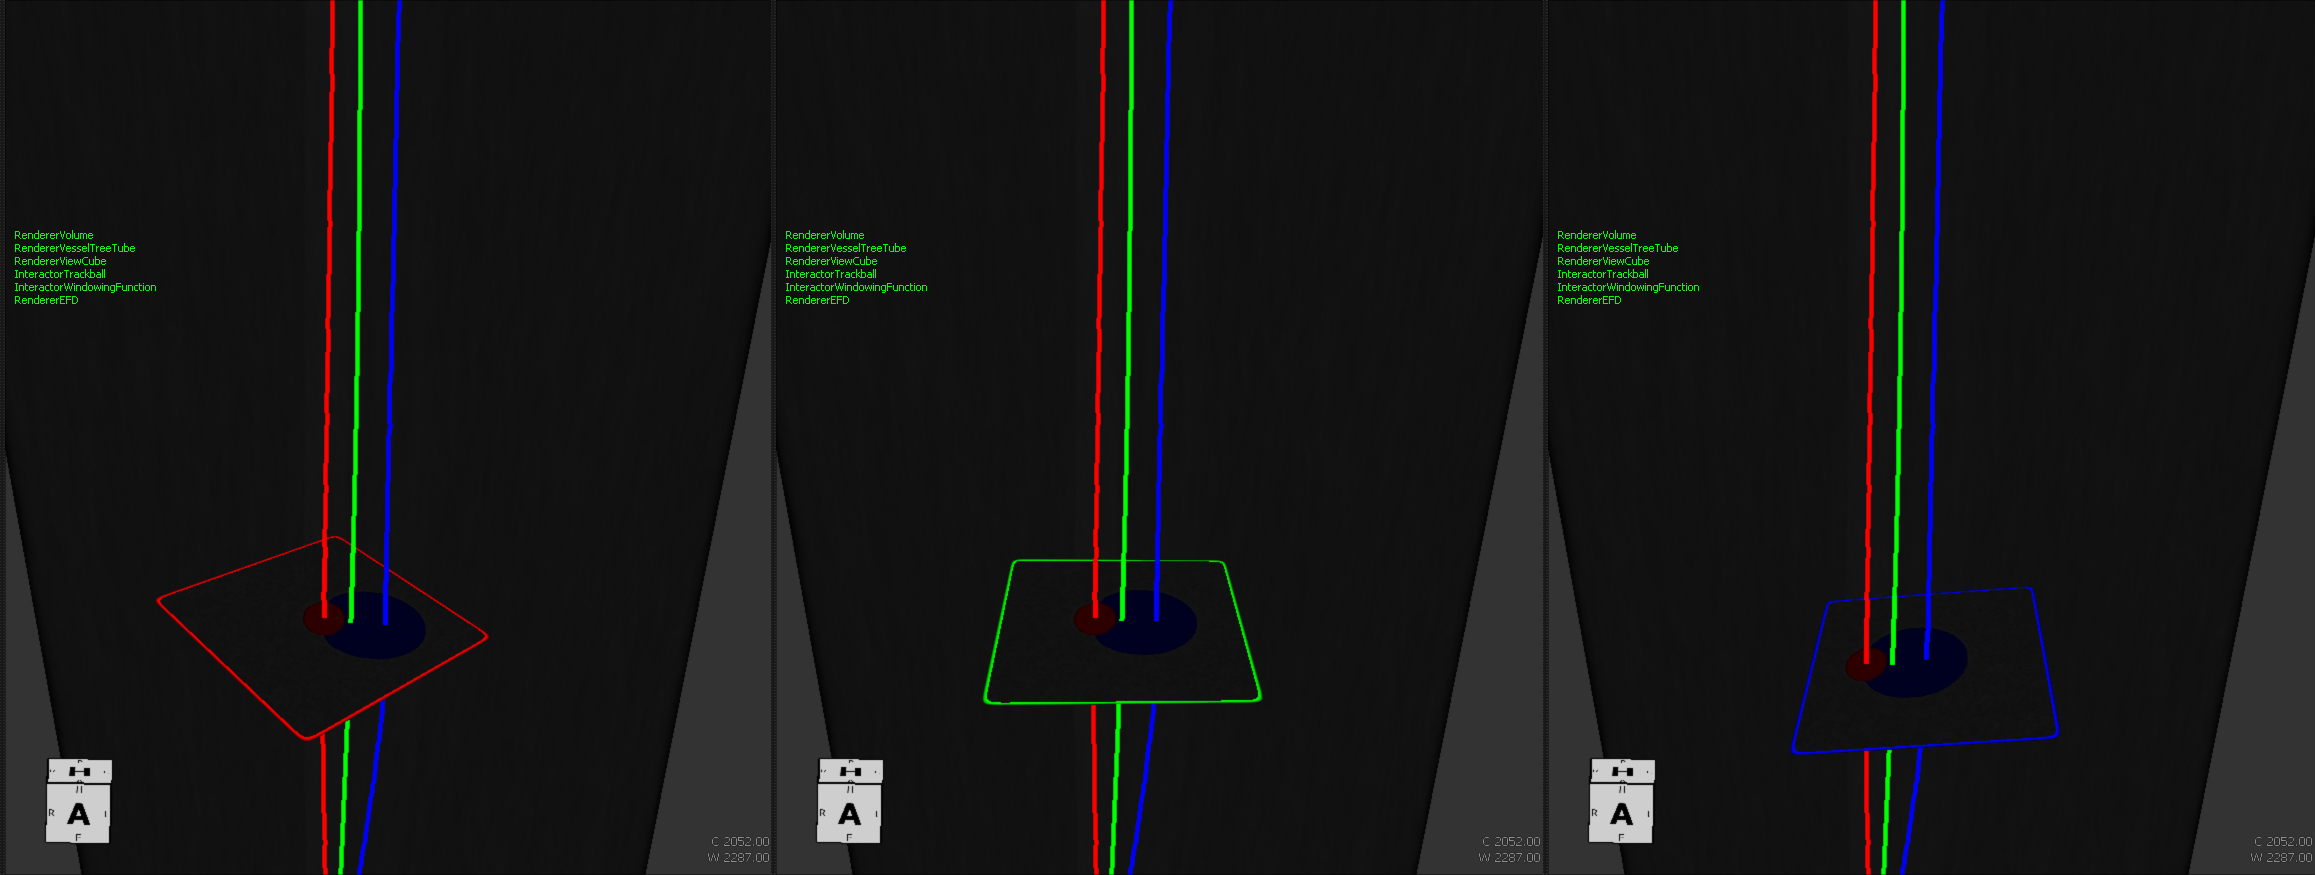 RendererVolume
RendererVesselTreeTube
RendererViewCube
InteractorTrackball
InteractorWindowingFunction
RendererEFD
A
R
F
C 2052.00
W 2287.00
RendererVolume
RendererVesselTreeTube
RendererViewCube
InteractorTrackball
InteractorWindowingFunction
RendererEFD
A
R
F
C 2052.00
W 2287.00
RendererVolume
RendererVesselTreeTube
RendererViewCube
InteractorTrackball
InteractorWindowingFunction
RendererEFD
A
R
F
C 2052.00
W 2287.00